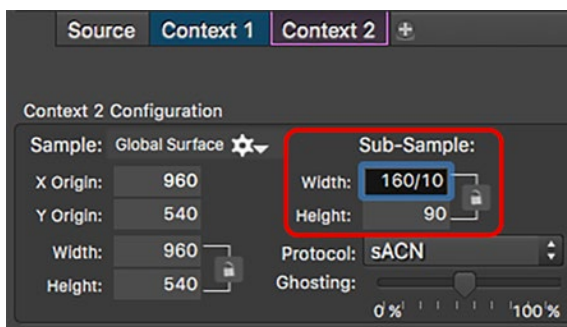 Source Context 1 Context 2 +
Context 2 Configuration
Sample: Global Surface Sub-Sample:
X Origin: 960 Width: 160/10
Y Origin: 540 Height: 90
Width: 960 Protocol: sACN
Height: 540 Ghosting:
0% 100%